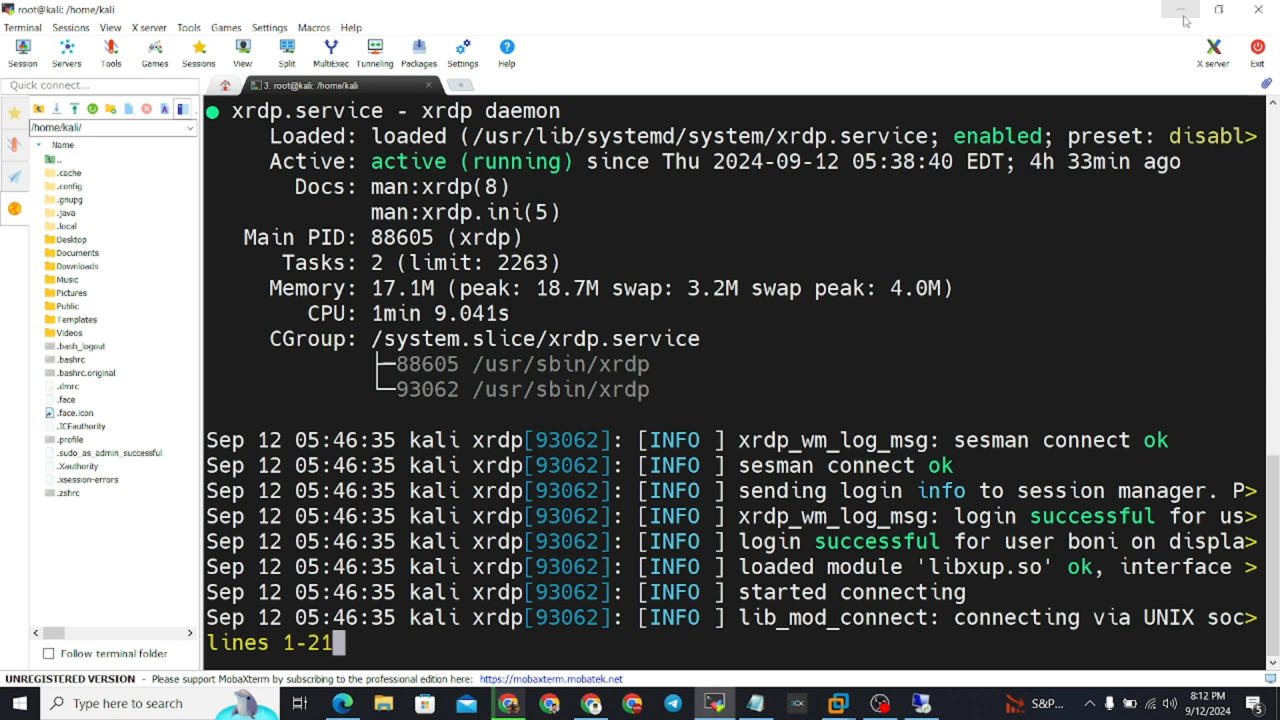 root@kali: /home/kali
Terminal Sessions View X server Tools Games Settings Macros Help
Session Servers Tools Games Sessions View Split MultiExec Tunneling Packages Settings Help X server Exit
Quick connect...
3. root@kali: /home/kali
/home/kali/
Name
..
.cache
.config
.gnupg
.java
.local
Desktop
Documents
Downloads
Music
Pictures
Public
Templates
Videos
.bash_logout
.bashrc
.bashrc.original
.dmrc
.face
.face.icon
.ICEauthority
.profile
.sudo_as_admin_successful
.Xauthority
.xsession-errors
.zshrc
Follow terminal folder
● xrdp.service - xrdp daemon
Loaded: loaded (/usr/lib/systemd/system/xrdp.service; enabled; preset: disabl>
Active: active (running) since Thu 2024-09-12 05:38:40 EDT; 4h 33min ago
Docs: man:xrdp(8)
man:xrdp.ini(5)
Main PID: 88605 (xrdp)
Tasks: 2 (limit: 2263)
Memory: 17.1M (peak: 18.7M swap: 3.2M swap peak: 4.0M)
CPU: 1min 9.041s
CGroup: /system.slice/xrdp.service
├─88605 /usr/sbin/xrdp
└─93062 /usr/sbin/xrdp
Sep 12 05:46:35 kali xrdp[93062]: [INFO ] xrdp_wm_log_msg: sesman connect ok
Sep 12 05:46:35 kali xrdp[93062]: [INFO ] sesman connect ok
Sep 12 05:46:35 kali xrdp[93062]: [INFO ] sending login info to session manager. P>
Sep 12 05:46:35 kali xrdp[93062]: [INFO ] xrdp_wm_log_msg: login successful for us>
Sep 12 05:46:35 kali xrdp[93062]: [INFO ] login successful for user boni on displa>
Sep 12 05:46:35 kali xrdp[93062]: [INFO ] loaded module 'libxup.so' ok, interface >
Sep 12 05:46:35 kali xrdp[93062]: [INFO ] started connecting
Sep 12 05:46:35 kali xrdp[93062]: [INFO ] lib_mod_connect: connecting via UNIX soc>
lines 1-21
UNREGISTERED VERSION - Please support MobaXterm by subscribing to the professional edition here: https://mobaxterm.mobatek.net
Type here to search
S&P...
8:12 PM
9/12/2024
5